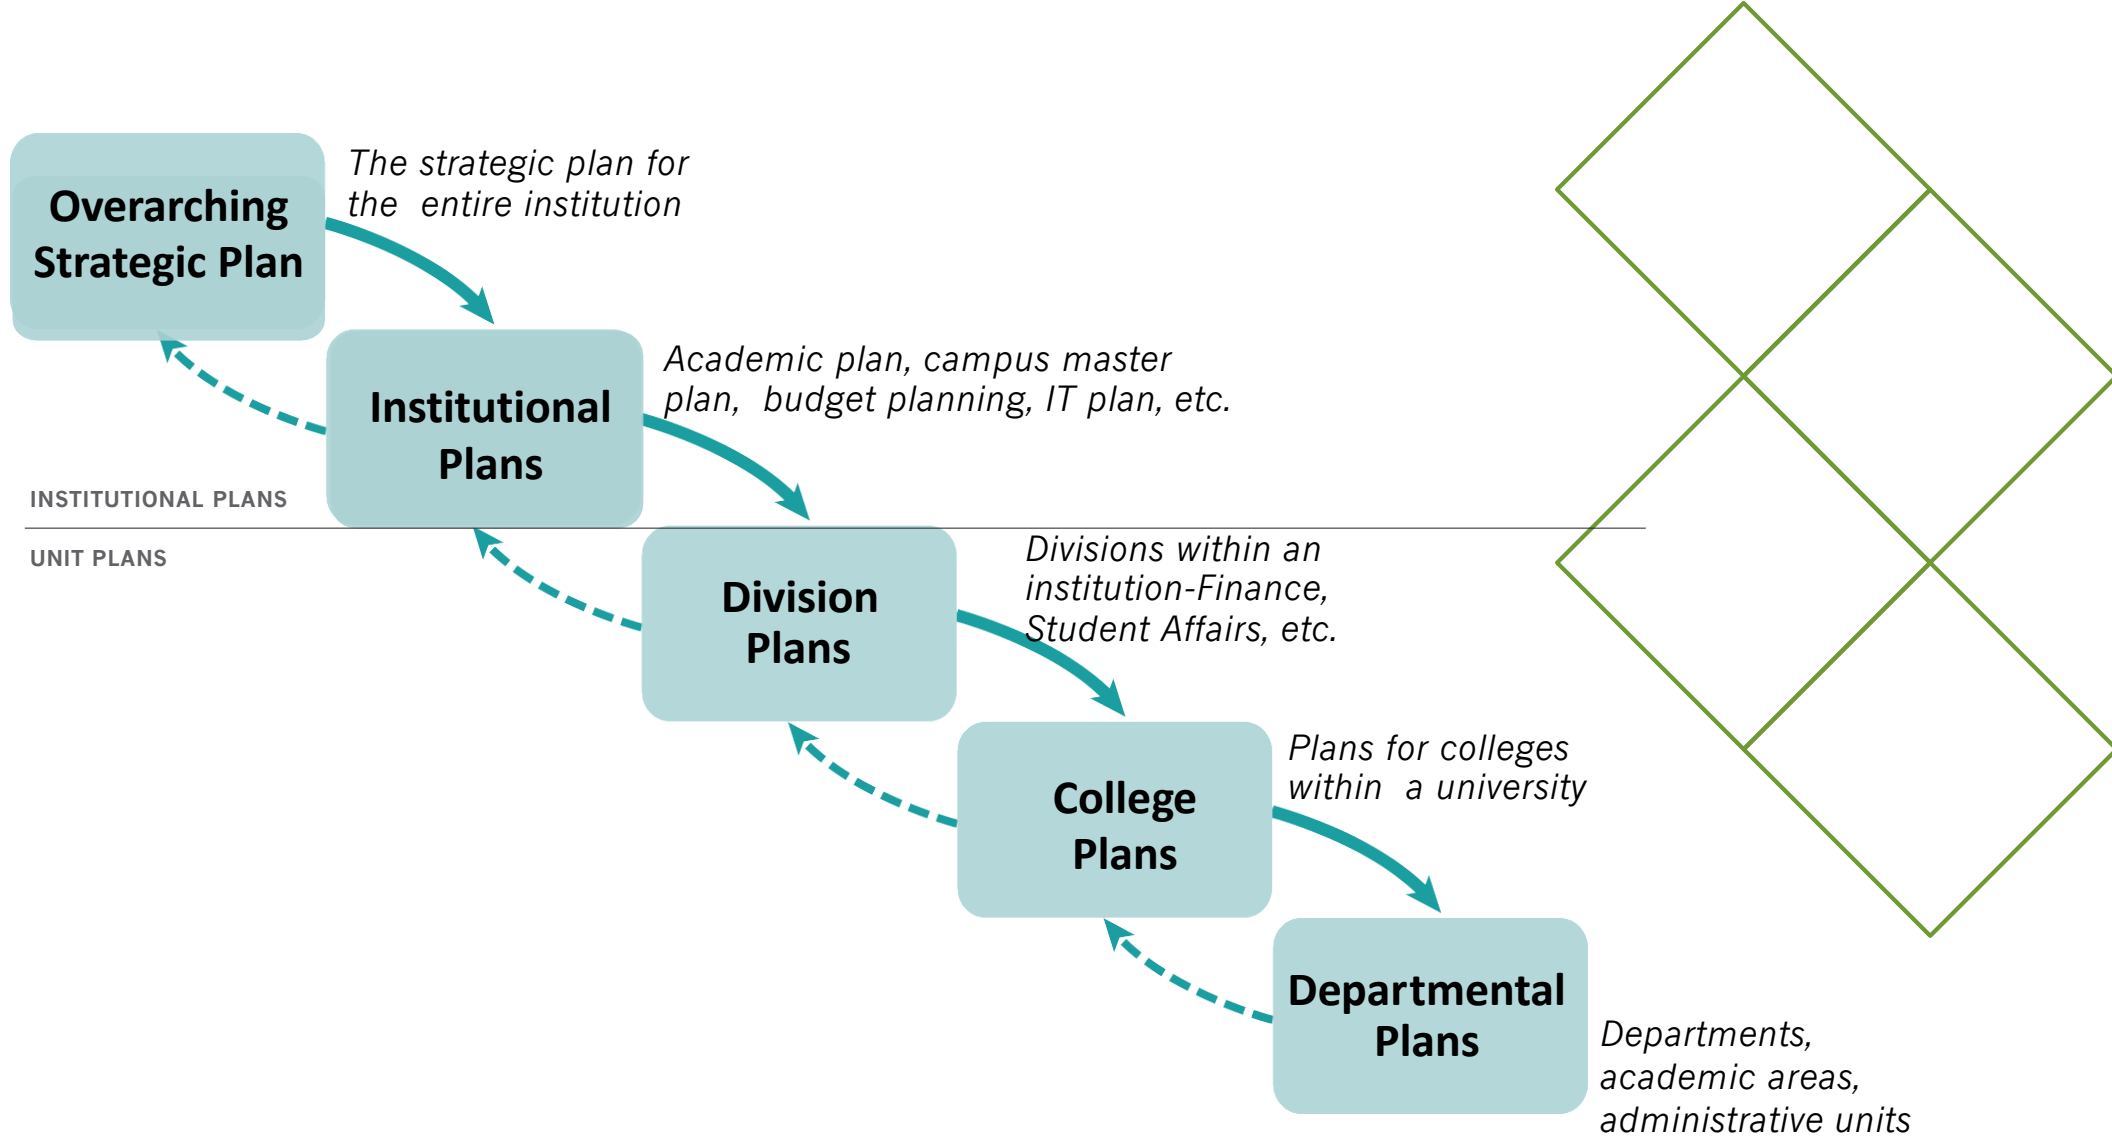 Overarching
Strategic Plan
The strategic plan for
the entire institution
Institutional
Plans
Academic plan, campus master
plan, budget planning, IT plan, etc.
INSTITUTIONAL PLANS
UNIT PLANS
Division
Plans
Divisions within an
institution-Finance,
Student Affairs, etc.
College
Plans
Plans for colleges
within a university
Departmental
Plans
Departments,
academic areas,
administrative units